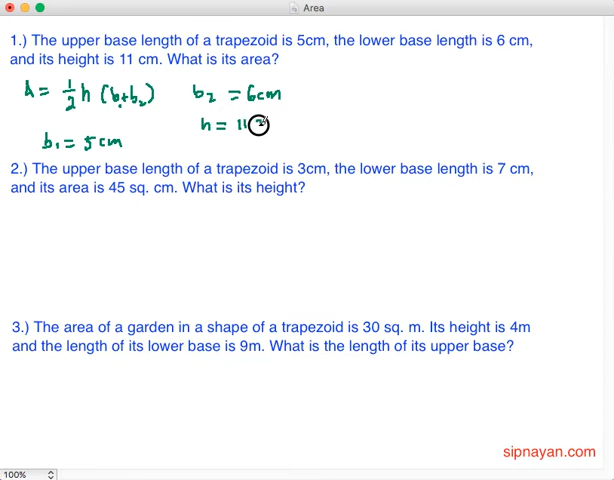 Area
1.) The upper base length of a trapezoid is 5cm, the lower base length is 6 cm,
and its height is 11 cm. What is its area?
A = 1/2 h (b₁+b₂) b₂ = 6cm
h = 11
b₁ = 5cm
2.) The upper base length of a trapezoid is 3cm, the lower base length is 7 cm,
and its area is 45 sq. cm. What is its height?
3.) The area of a garden in a shape of a trapezoid is 30 sq. m. Its height is 4m
and the length of its lower base is 9m. What is the length of its upper base?
sipnayan.com
100%